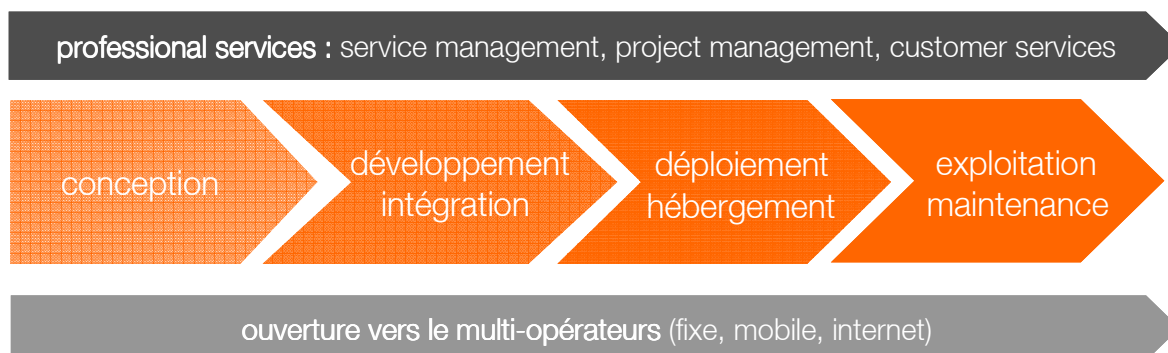 professional services : service management, project management, customer services
conception
développement
intégration
déploiement
hébergement
exploitation
maintenance
ouverture vers le multi-opérateurs (fixe, mobile, internet)